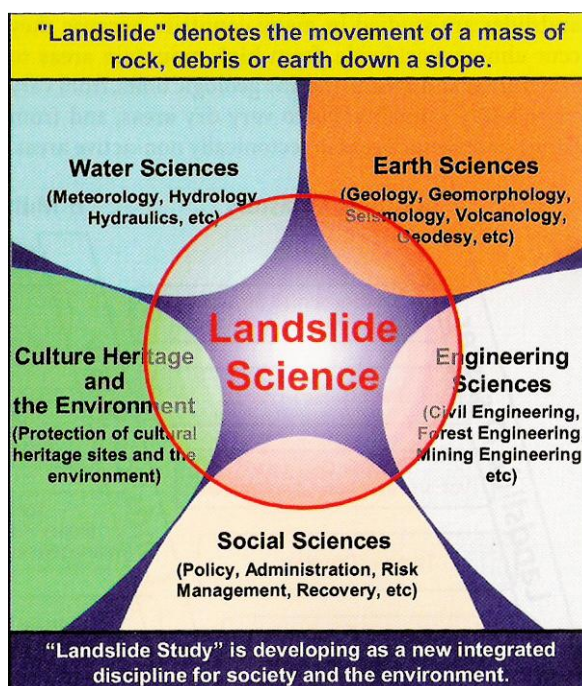 "Landslide" denotes the movement of a mass of
rock, debris or earth down a slope.
Water Sciences
(Meteorology, Hydrology
Hydraulics, etc)
Earth Sciences
(Geology, Geomorphology,
Seismology, Volcanology,
Geodesy, etc)
Landslide
Science
Culture Heritage
and
the Environment
(Protection of cultural
heritage sites and the
environment)
Engineering
Sciences
(Civil Engineering,
Forest Engineering
Mining Engineering
etc)
Social Sciences
(Policy, Administration, Risk
Management, Recovery, etc)
"Landslide Study" is developing as a new integrated
discipline for society and the environment.